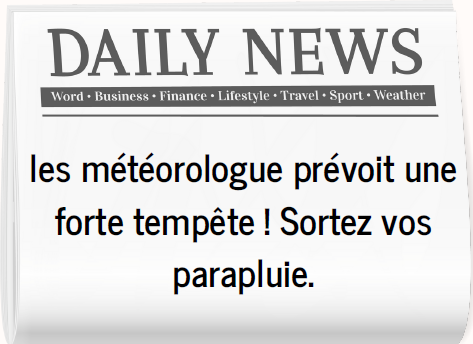 DAILY NEWS
Word • Business • Finance • Lifestyle • Travel • Sport • Weather
les météorologue prévoit une
forte tempête ! Sortez vos
parapluie.